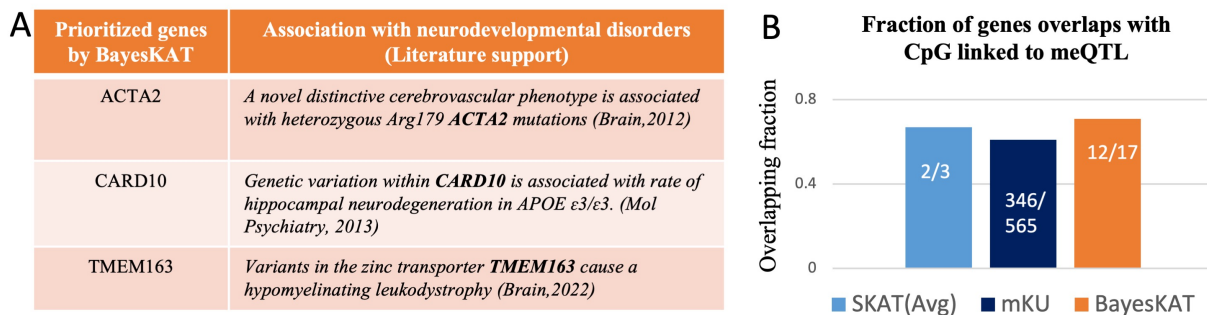 A
Prioritized genes
by BayesKAT
Association with neurodevelopmental disorders
(Literature support)
ACTA2
A novel distinctive cerebrovascular phenotype is associated
with heterozygous Arg179 ACTA2 mutations (Brain,2012)
CARD10
Genetic variation within CARD10 is associated with rate of
hippocampal neurodegeneration in APOE ε3/ε3. (Mol
Psychiatry, 2013)
TMEM163
Variants in the zinc transporter TMEM163 cause a
hypomyelinating leukodystrophy (Brain,2022)
B
Fraction of genes overlaps with
CpG linked to meQTL
Overlapping fraction
0.8
0.4
0
2/3
346/
565
12/17
SKAT(Avg)
mKU
BayesKAT